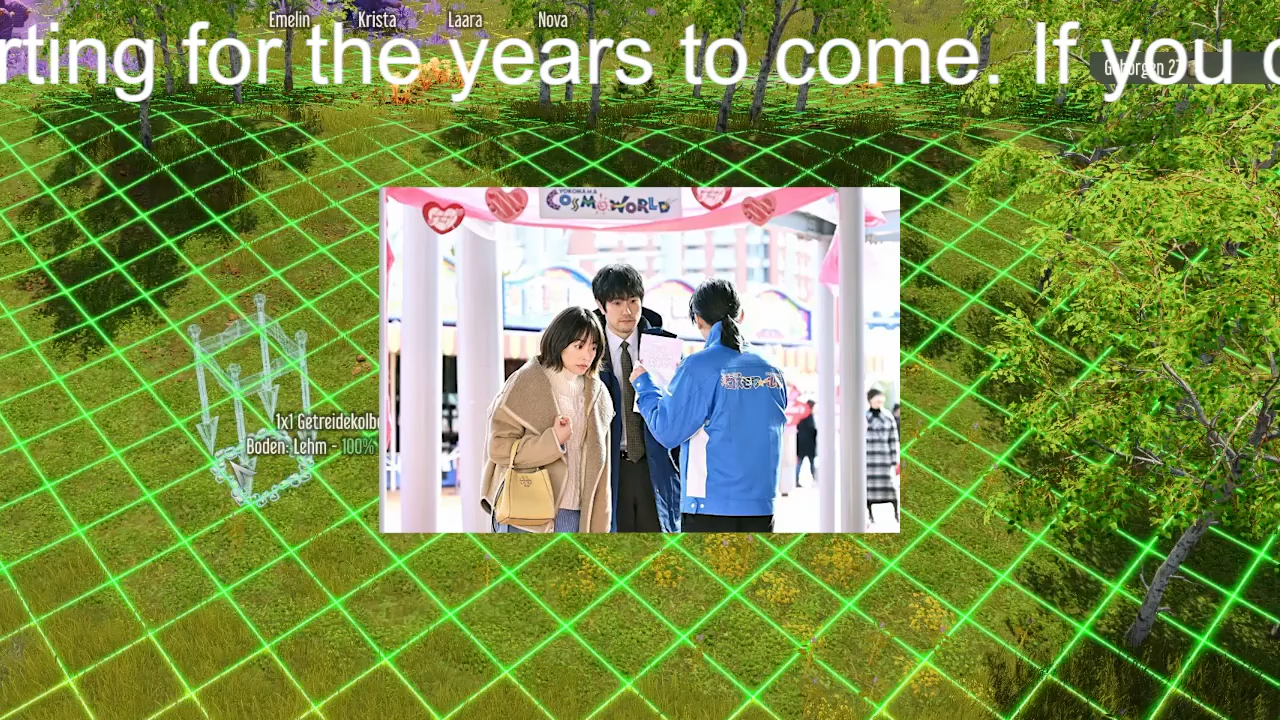 Emelin Krista Laara Nova
rting for the years to come. If you
Geborgen
YOKOHAMA
COSMOWORLD
1x1 Getreidekolb
Boden: Lehm - 100%